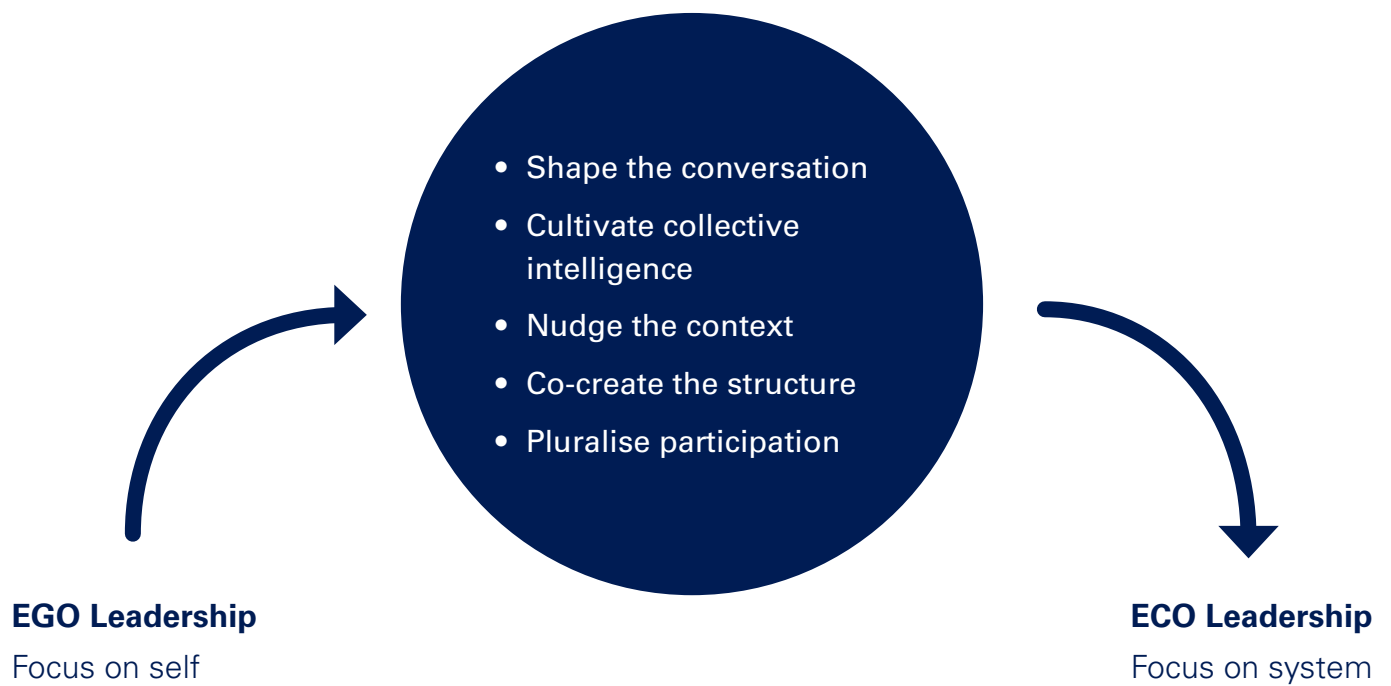 • Shape the conversation
• Cultivate collective
intelligence
• Nudge the context
• Co-create the structure
• Pluralise participation
EGO Leadership
Focus on self
ECO Leadership
Focus on system